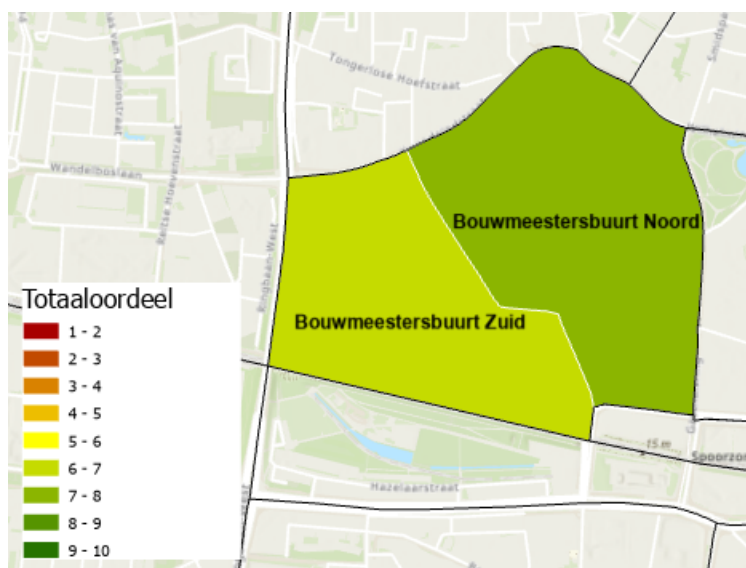 Tongerlose Hoefstraat
Wandelboslaan
Reitse Hoevenstraat
Ringbaan-West
Bouwmeestersbuurt Noord
Bouwmeestersbuurt Zuid
Totaaloordeel
1 - 2
2 - 3
3 - 4
4 - 5
5 - 6
6 - 7
7 - 8
8 - 9
9 - 10
15 m
Spoorzon
Hazelaarstraat